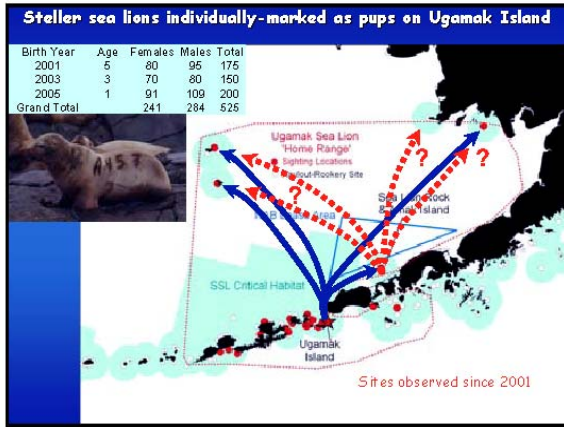 Steller sea lions individually-marked as pups on Ugamak Island
Birth Year Age Females Males Total
2001 5 80 95 175
2003 3 70 80 150
2005 1 91 109 200
Grand Total 241 284 525
Ugamak Sea Lion
'Home Range'
Sighting Locations
Haulout-Rookery Site
?
?
?
Sea Lion Rock
& Amak Island
Area
SSL Critical Habitat
Ugamak
Island
Sites observed since 2001